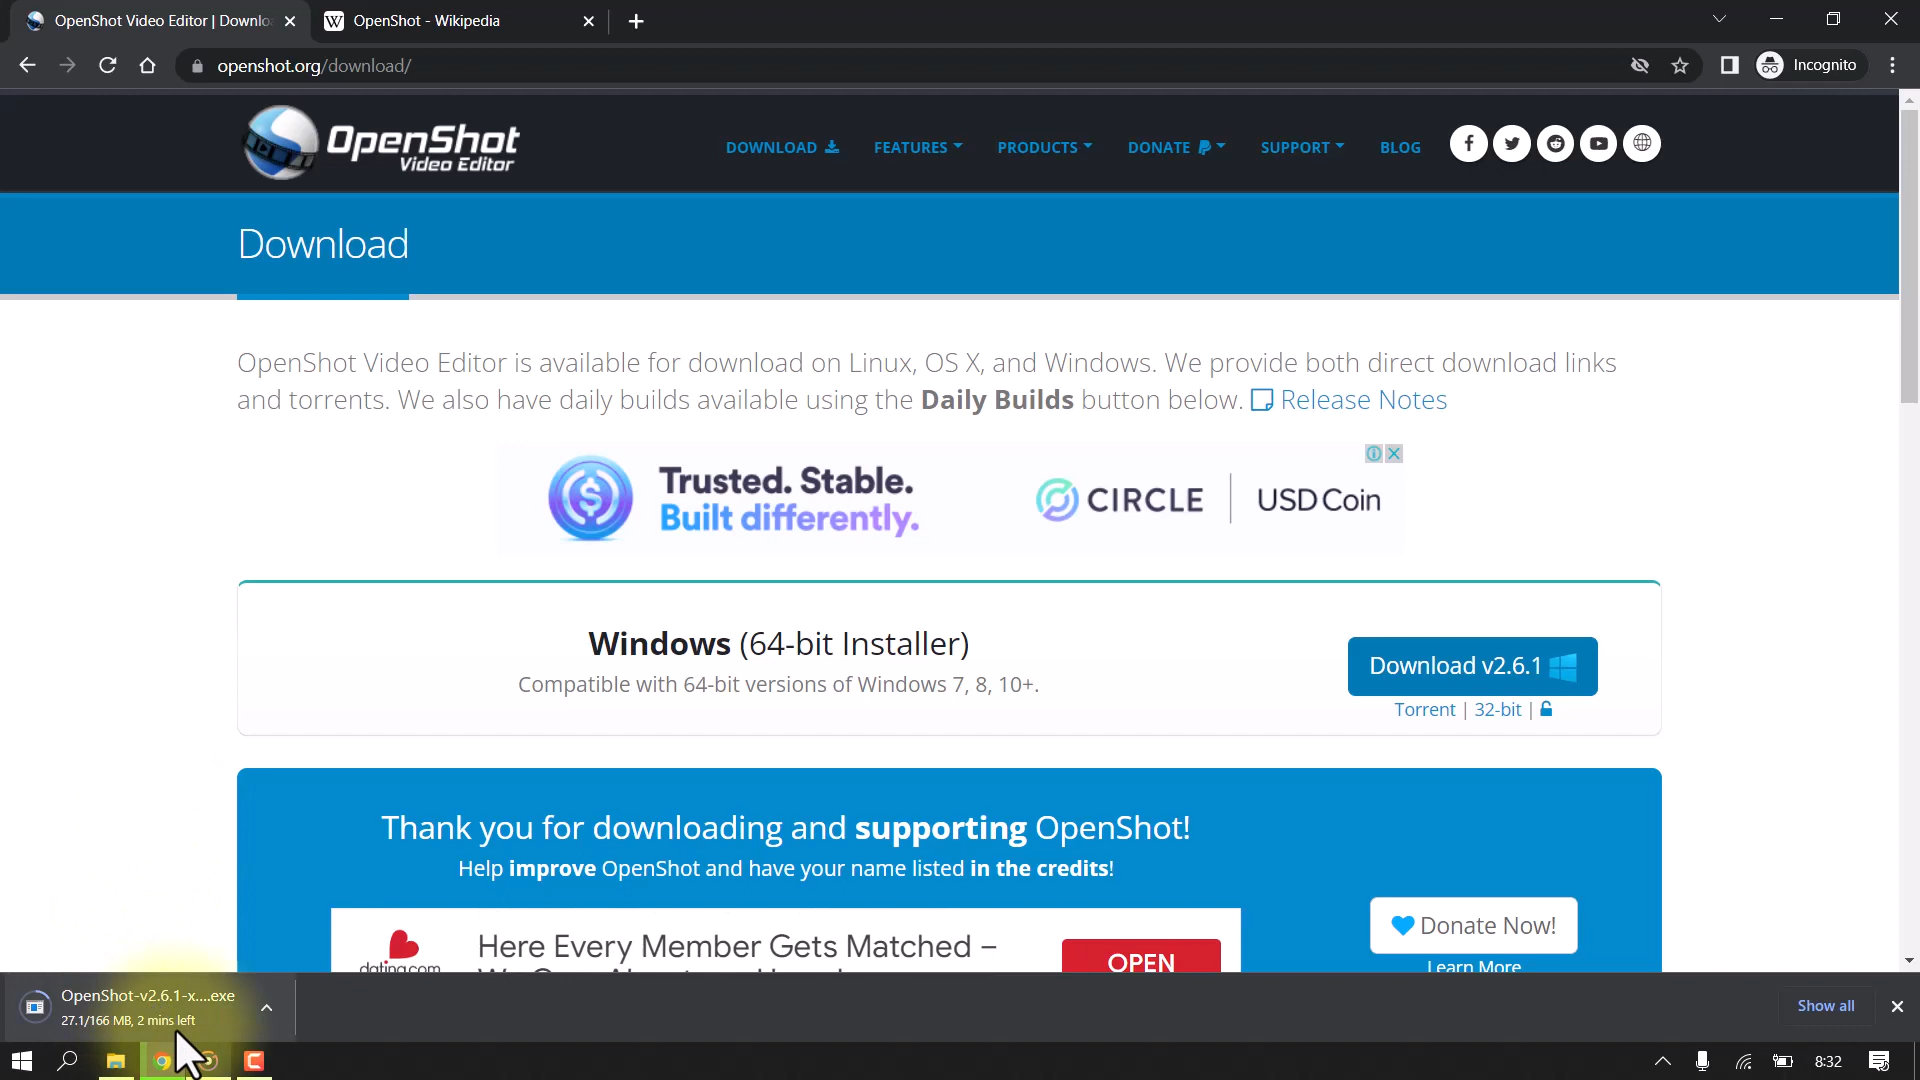 OpenShot Video Editor | Downlo
OpenShot - Wikipedia
openshot.org/download/
Incognito
OpenShot
Video Editor
DOWNLOAD
FEATURES
PRODUCTS
DONATE
SUPPORT
BLOG
Download
OpenShot Video Editor is available for download on Linux, OS X, and Windows. We provide both direct download links
and torrents. We also have daily builds available using the Daily Builds button below. Release Notes
Trusted. Stable.
Built differently.
CIRCLE
USD Coin
Windows (64-bit Installer)
Compatible with 64-bit versions of Windows 7, 8, 10+.
Download v2.6.1
Torrent | 32-bit |
Thank you for downloading and supporting OpenShot!
Help improve OpenShot and have your name listed in the credits!
dating.com
Here Every Member Gets Matched –
OPEN
Donate Now!
Learn More
OpenShot-v2.6.1-x....exe
27.1/166 MB, 2 mins left
Show all
8:32